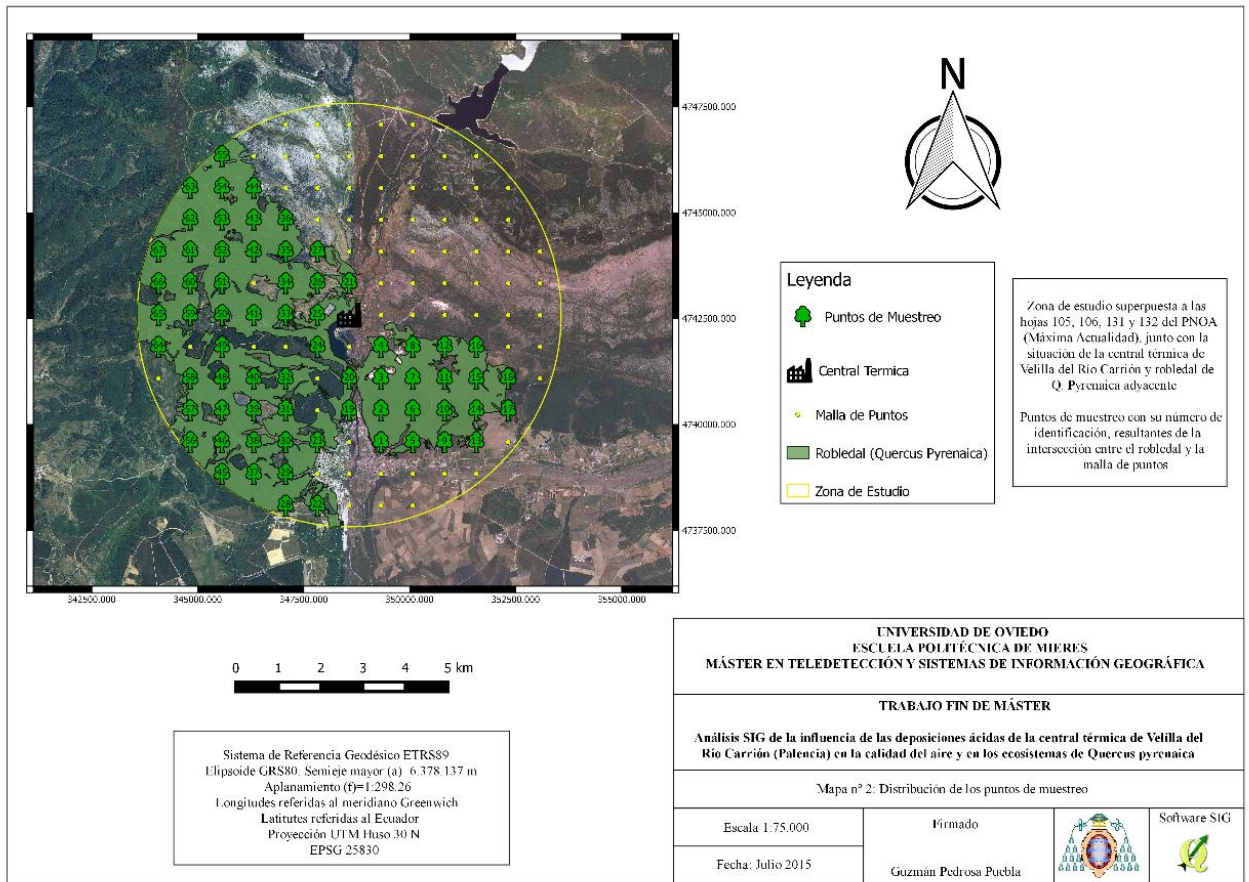 4747500.000
4745000.000
4742500.000
4740000.000
4737500.000
342500.000
345000.000
347500.000
350000.000
352500.000
355000.000
N
Leyenda
Puntos de Muestreo
Central Termica
Malla de Puntos
Robledal (Quercus Pyrenaica)
Zona de Estudio
Zona de estudio superpuesta a las
hojas 105, 106, 131 y 132 del PNOA
(Máxima Actualidad), junto con la
situación de la central térmica de
Velilla del Río Carrión y robledal de
Q. Pyrenaica adyacente
Puntos de muestreo con su número de
identificación, resultantes de la
intersección entre el robledal y la
malla de puntos
0 1 2 3 4 5 km
Sistema de Referencia Geodésico ETRS89
Elipsoide GRS80. Semieje mayor (a) 6.378.137 m
Aplanamiento (f)=1:298.26
Longitudes referidas al meridiano Greenwich
Latitutes referidas al Ecuador
Proyección UTM Huso 30 N
EPSG 25830
UNIVERSIDAD DE OVIEDO
ESCUELA POLITÉCNICA DE MIERES
MÁSTER EN TELEDETECCIÓN Y SISTEMAS DE INFORMACIÓN GEOGRÁFICA
TRABAJO FIN DE MÁSTER
Análisis SIG de la influencia de las deposiciones ácidas de la central térmica de Velilla del
Río Carrión (Palencia) en la calidad del aire y en los ecosistemas de Quercus pyrenaica
Mapa nº 2: Distribución de los puntos de muestreo
Escala 1:75.000
Fecha: Julio 2015
Firmado
Guzmán Pedrosa Puebla
Software SIG